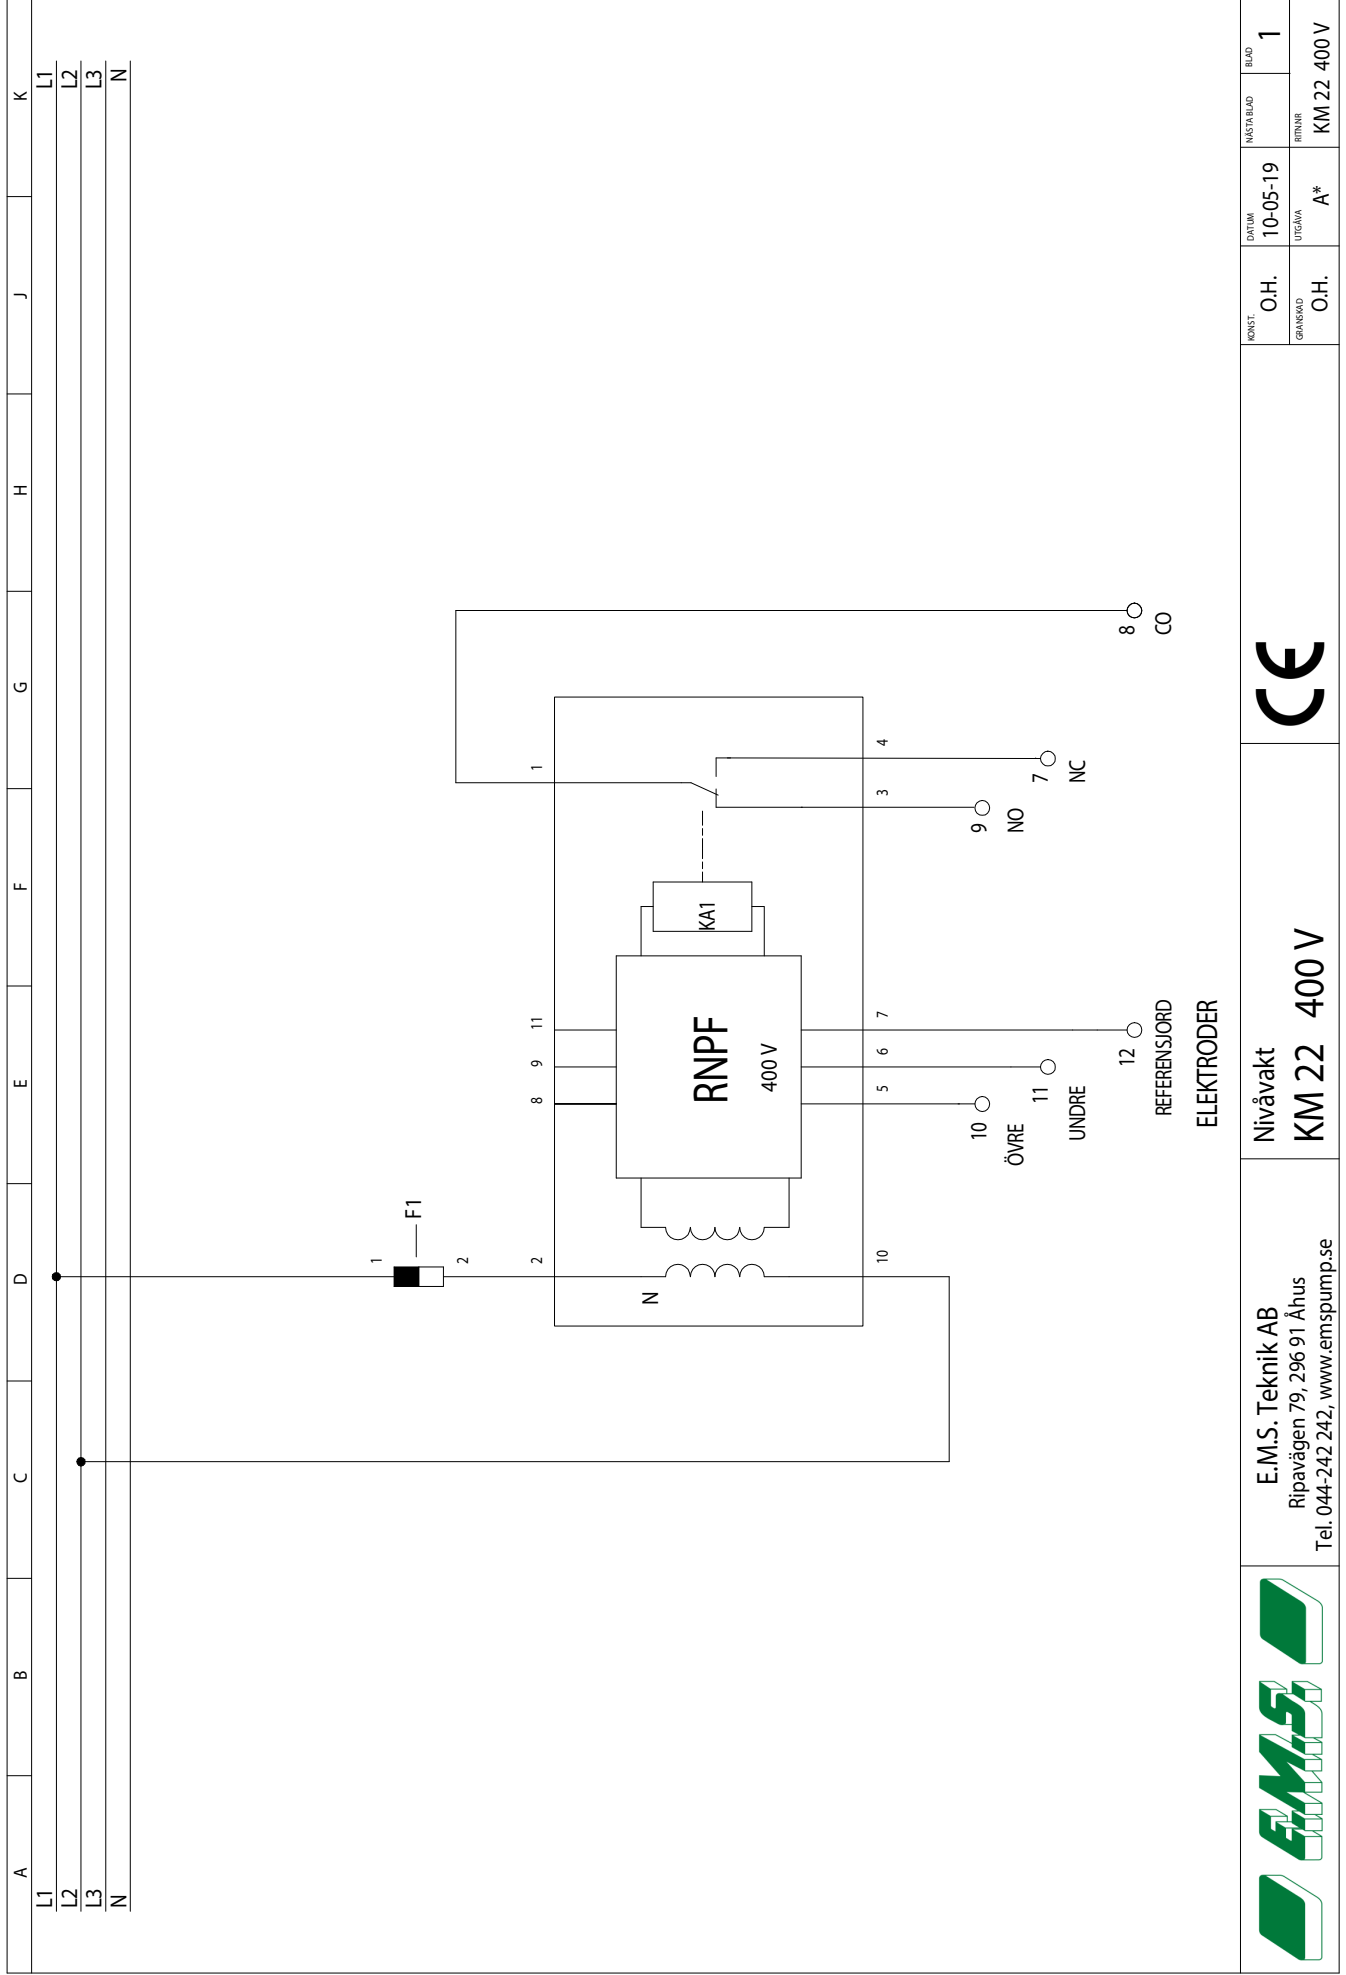 A B C D E F G H J K
L1 L1
L2 L2
L3 L3
N N
1
F1
2
2
8
9
11
1
N
RNPF
400 V
KA1
10
5
6
7
3
4
10
ÖVRE
11
UNDRE
12
REFERENSJORD
ELEKTRODER
9
NO
7
NC
8
CO
E.M.S.
E.M.S. Teknik AB
Ripavägen 79, 296 91 Åhus
Tel. 044-242 242, www.emspump.se
Nivåvakt
KM 22 400 V
CE
KONST.
O.H.
DATUM
10-05-19
NÄSTA BLAD
BLAD
1
GRANSKAD
O.H.
UTGÅVA
A*
RITN.NR
KM 22 400 V